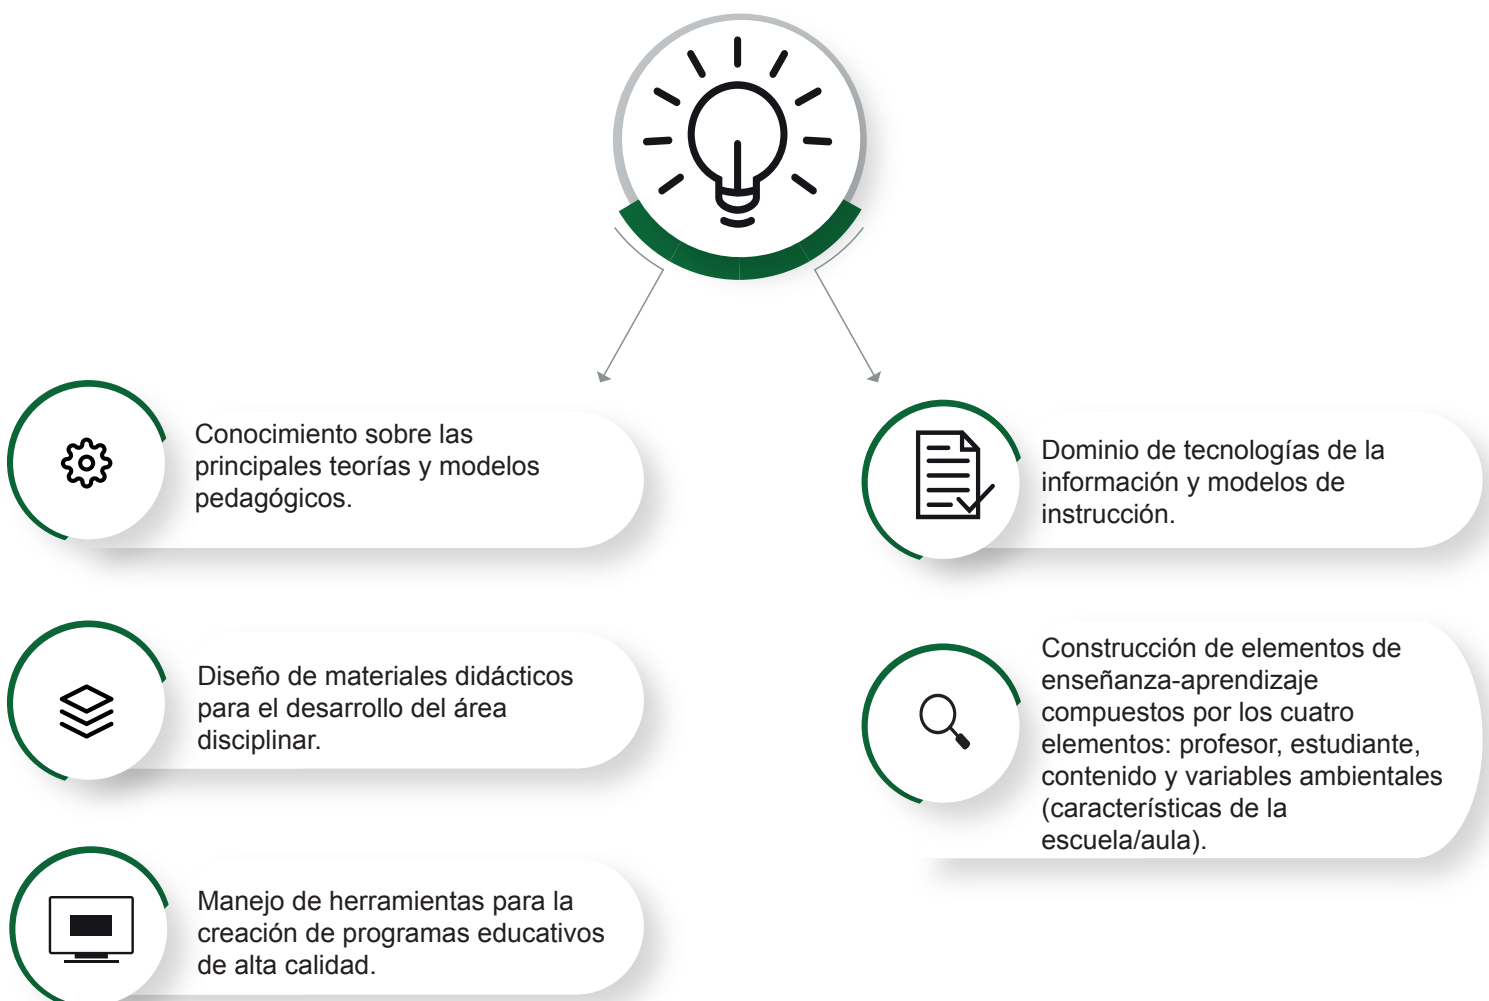 Conocimiento sobre las
principales teorías y modelos
pedagógicos.
Diseño de materiales didácticos
para el desarrollo del área
disciplinar.
Manejo de herramientas para la
creación de programas educativos
de alta calidad.
Dominio de tecnologías de la
información y modelos de
instrucción.
Construcción de elementos de
enseñanza-aprendizaje
compuestos por los cuatro
elementos: profesor, estudiante,
contenido y variables ambientales
(características de la
escuela/aula).